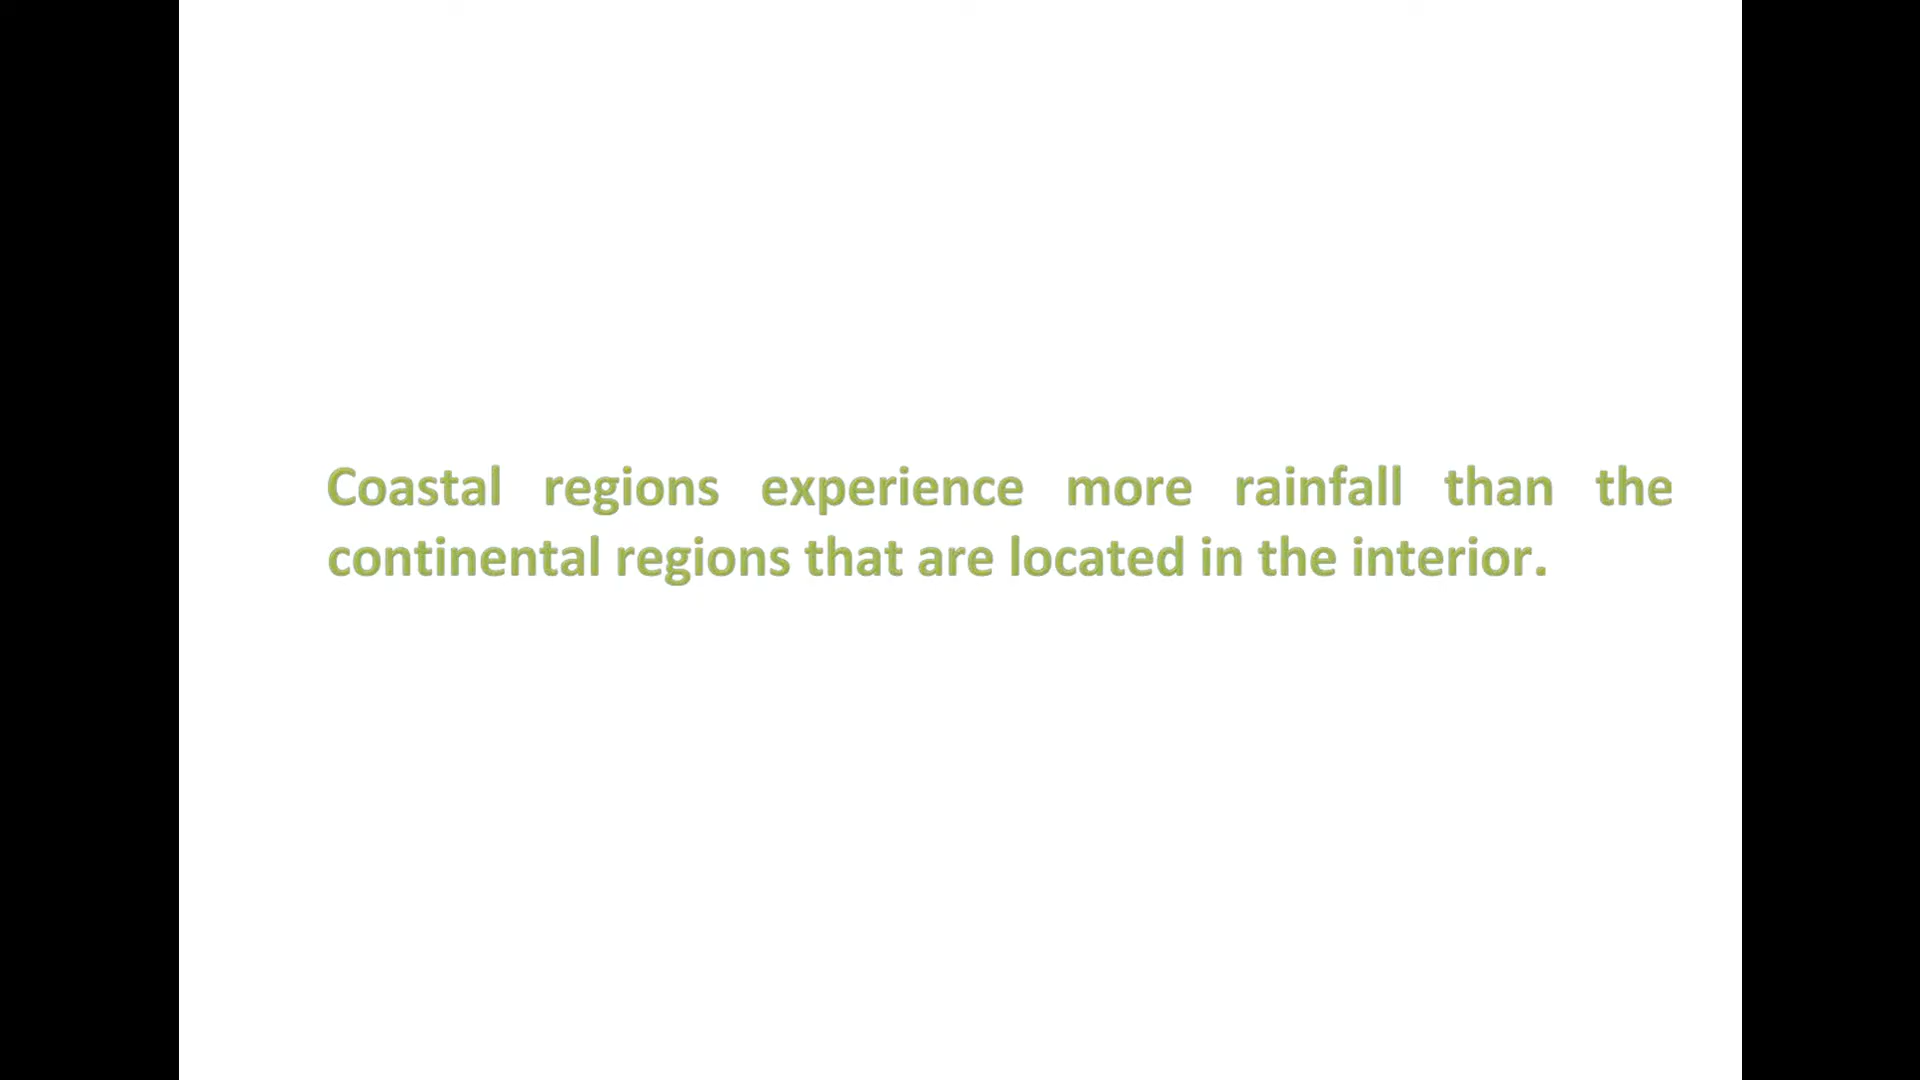 Coastal regions experience more rainfall than the
continental regions that are located in the interior.